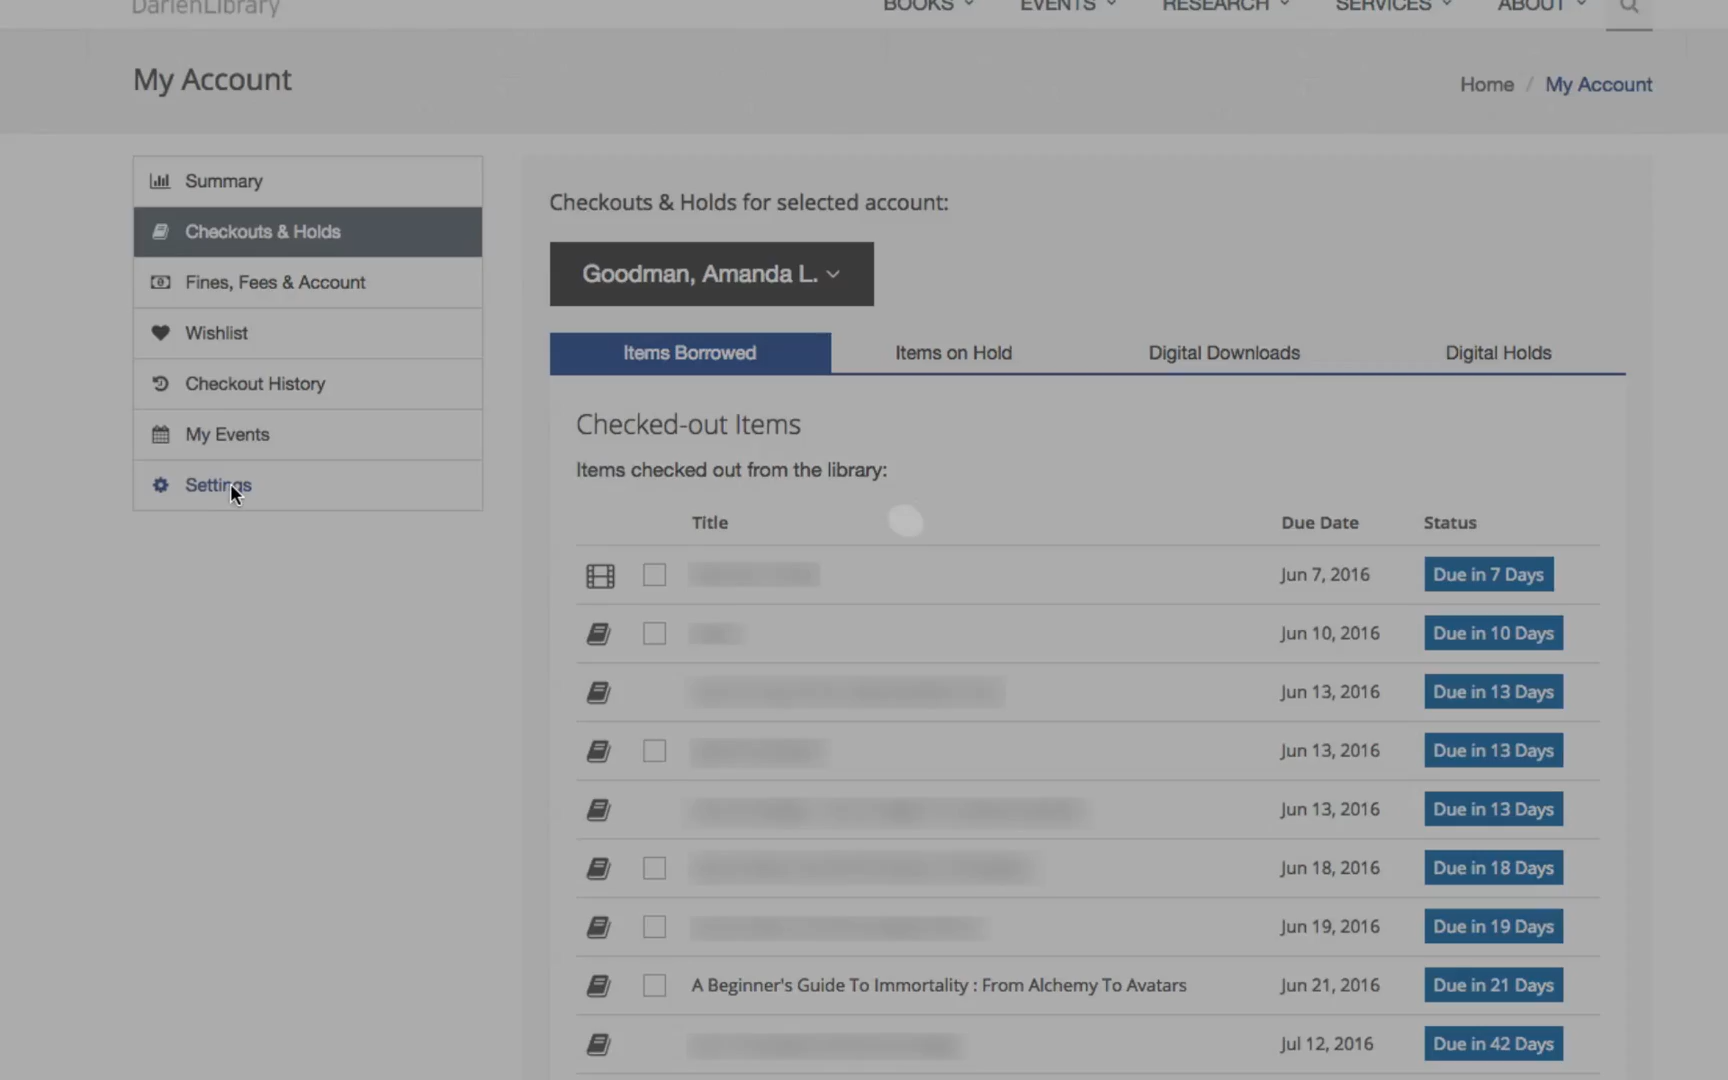 DarienLibrary
BOOKS EVENTS RESEARCH SERVICES ABOUT
My Account
Home / My Account
Summary
Checkouts & Holds
Fines, Fees & Account
Wishlist
Checkout History
My Events
Settings
Checkouts & Holds for selected account:
Goodman, Amanda L.
Items Borrowed Items on Hold Digital Downloads Digital Holds
Checked-out Items
Items checked out from the library:
Title Due Date Status
Jun 7, 2016 Due in 7 Days
Jun 10, 2016 Due in 10 Days
Jun 13, 2016 Due in 13 Days
Jun 13, 2016 Due in 13 Days
Jun 13, 2016 Due in 13 Days
Jun 18, 2016 Due in 18 Days
Jun 19, 2016 Due in 19 Days
A Beginner's Guide To Immortality : From Alchemy To Avatars Jun 21, 2016 Due in 21 Days
Jul 12, 2016 Due in 42 Days